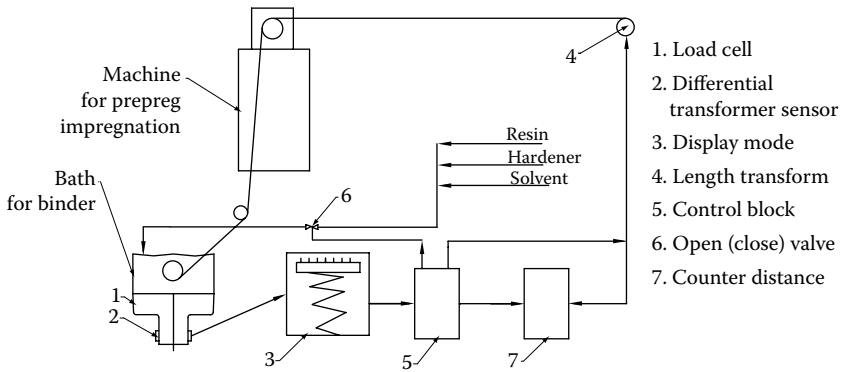 Machine
for prepreg
impregnation
4
1. Load cell
2. Differential
transformer sensor
3. Display mode
4. Length transform
5. Control block
6. Open (close) valve
7. Counter distance
Resin
Hardener
Solvent
Bath
for binder
6
1
2
3
5
7